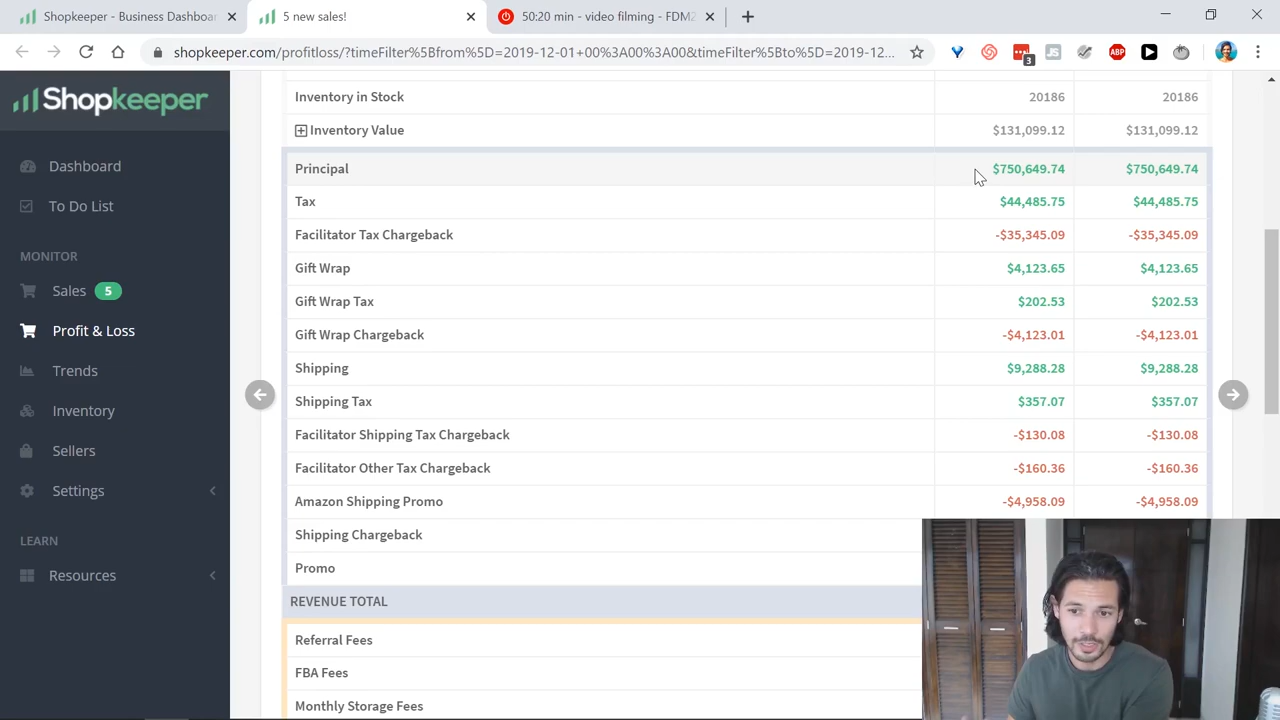 Shopkeeper - Business Dashboar
5 new sales!
50:20 min - video filming - FDM2
shopkeeper.com/profitloss/?timeFilter%5Bfrom%5D=2019-12-01+00%3A00%3A00&timeFilter%5Bto%5D=2019-12...
3
JS
ABP
Shopkeeper
Dashboard
To Do List
MONITOR
Sales 5
Profit & Loss
Trends
Inventory
Sellers
Settings
LEARN
Resources
Inventory in Stock 20186 20186
Inventory Value $131,099.12 $131,099.12
Principal $750,649.74 $750,649.74
Tax $44,485.75 $44,485.75
Facilitator Tax Chargeback -$35,345.09 -$35,345.09
Gift Wrap $4,123.65 $4,123.65
Gift Wrap Tax $202.53 $202.53
Gift Wrap Chargeback -$4,123.01 -$4,123.01
Shipping $9,288.28 $9,288.28
Shipping Tax $357.07 $357.07
Facilitator Shipping Tax Chargeback -$130.08 -$130.08
Facilitator Other Tax Chargeback -$160.36 -$160.36
Amazon Shipping Promo -$4,958.09 -$4,958.09
Shipping Chargeback
Promo
REVENUE TOTAL
Referral Fees
FBA Fees
Monthly Storage Fees